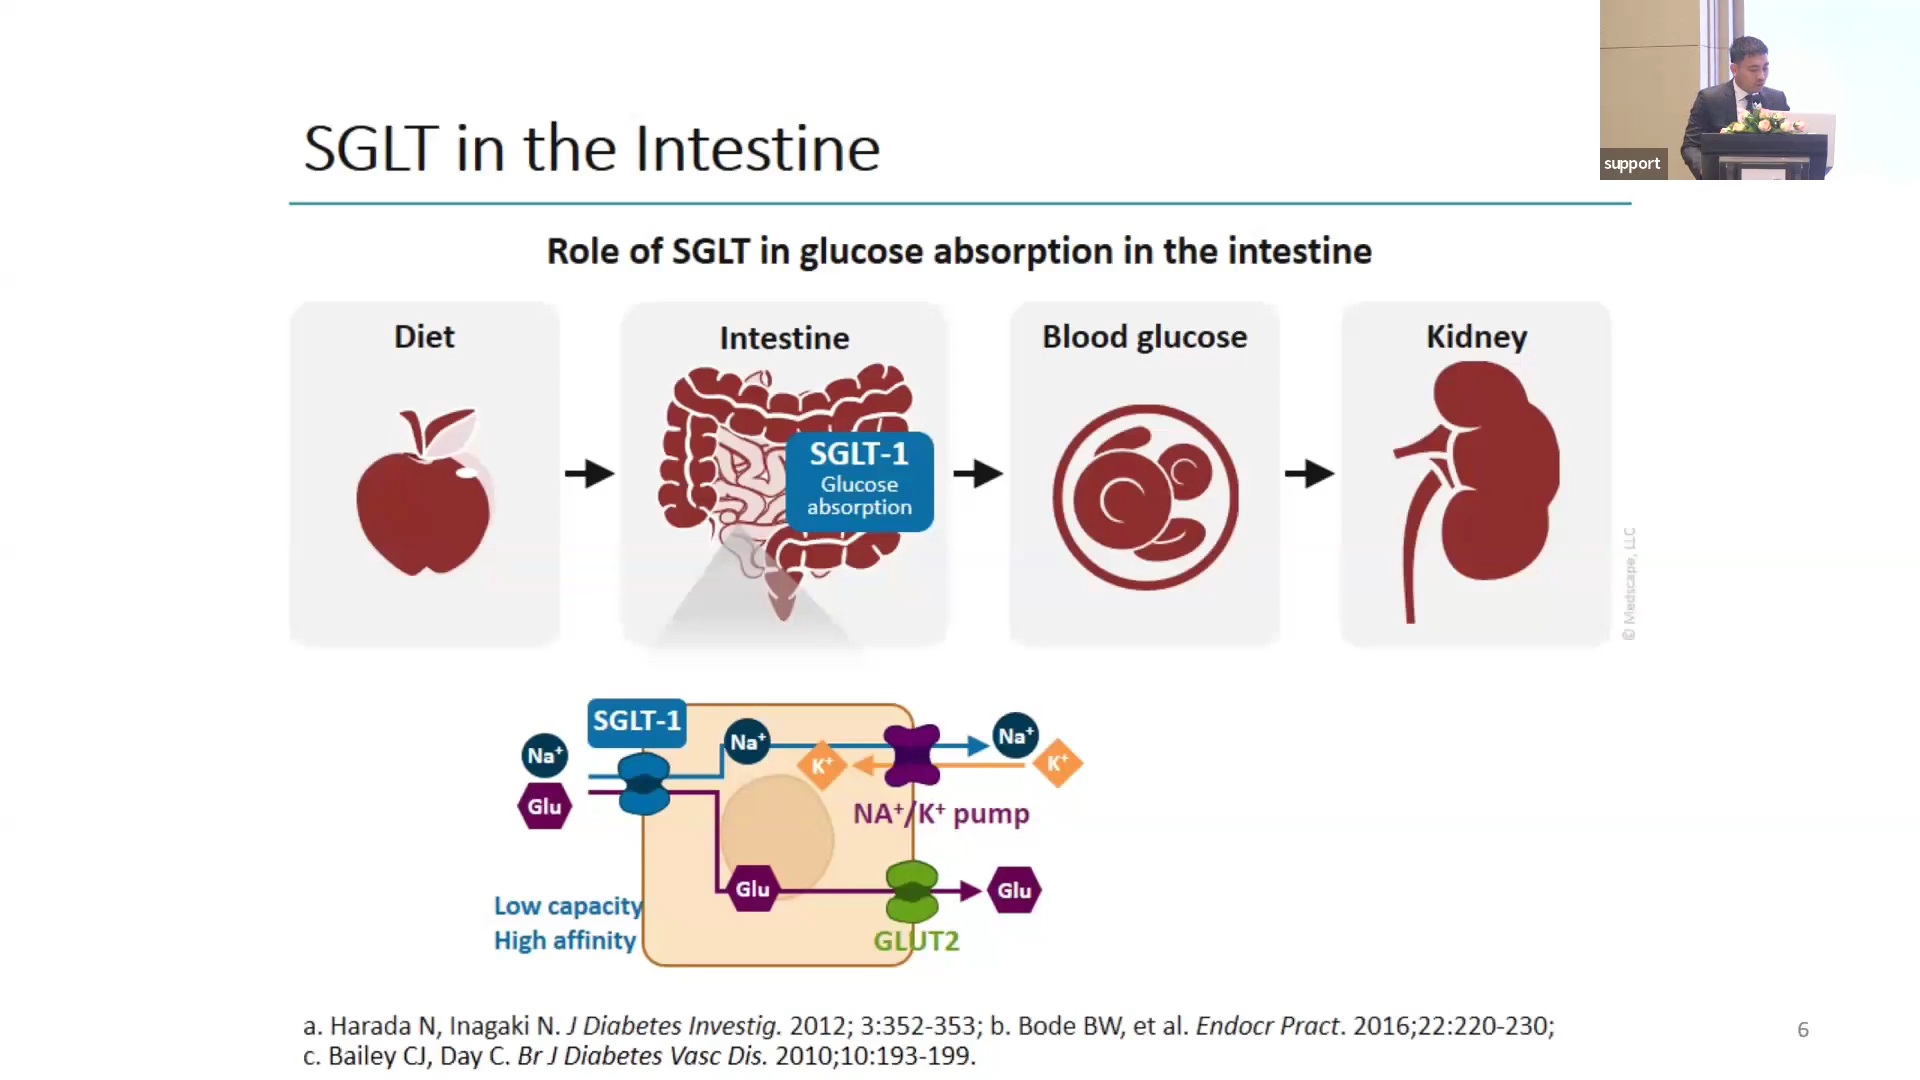 support
SGLT in the Intestine
Role of SGLT in glucose absorption in the intestine
Diet
Intestine
Blood glucose
Kidney
SGLT-1
Glucose
absorption
© Medscape, LLC
SGLT-1
Na⁺
Glu
Na⁺
K⁺
Na⁺
K⁺
NA⁺/K⁺ pump
Glu
Glu
Low capacity
High affinity
GLUT2
a. Harada N, Inagaki N. J Diabetes Investig. 2012; 3:352-353; b. Bode BW, et al. Endocr Pract. 2016;22:220-230;
c. Bailey CJ, Day C. Br J Diabetes Vasc Dis. 2010;10:193-199.
6